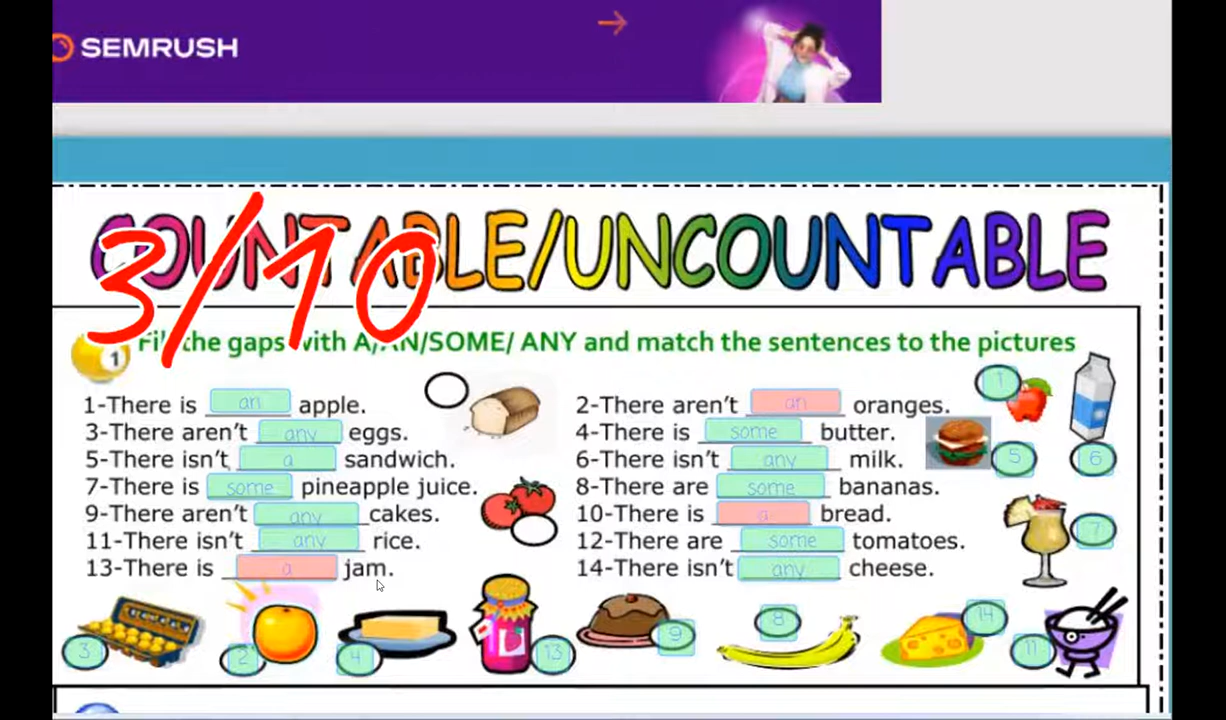 SEMRUSH
COUNTABLE/UNCOUNTABLE
3/10
1 Fill the gaps with A/AN/SOME/ ANY and match the sentences to the pictures
1-There is an apple.
2-There aren't an oranges.
3-There aren't any eggs.
4-There is some butter.
5-There isn't a sandwich.
6-There isn't any milk.
7-There is some pineapple juice.
8-There are some bananas.
9-There aren't any cakes.
10-There is a bread.
11-There isn't any rice.
12-There are some tomatoes.
13-There is a jam.
14-There isn't any cheese.
1
5
6
7
3
2
4
13
9
8
14
11